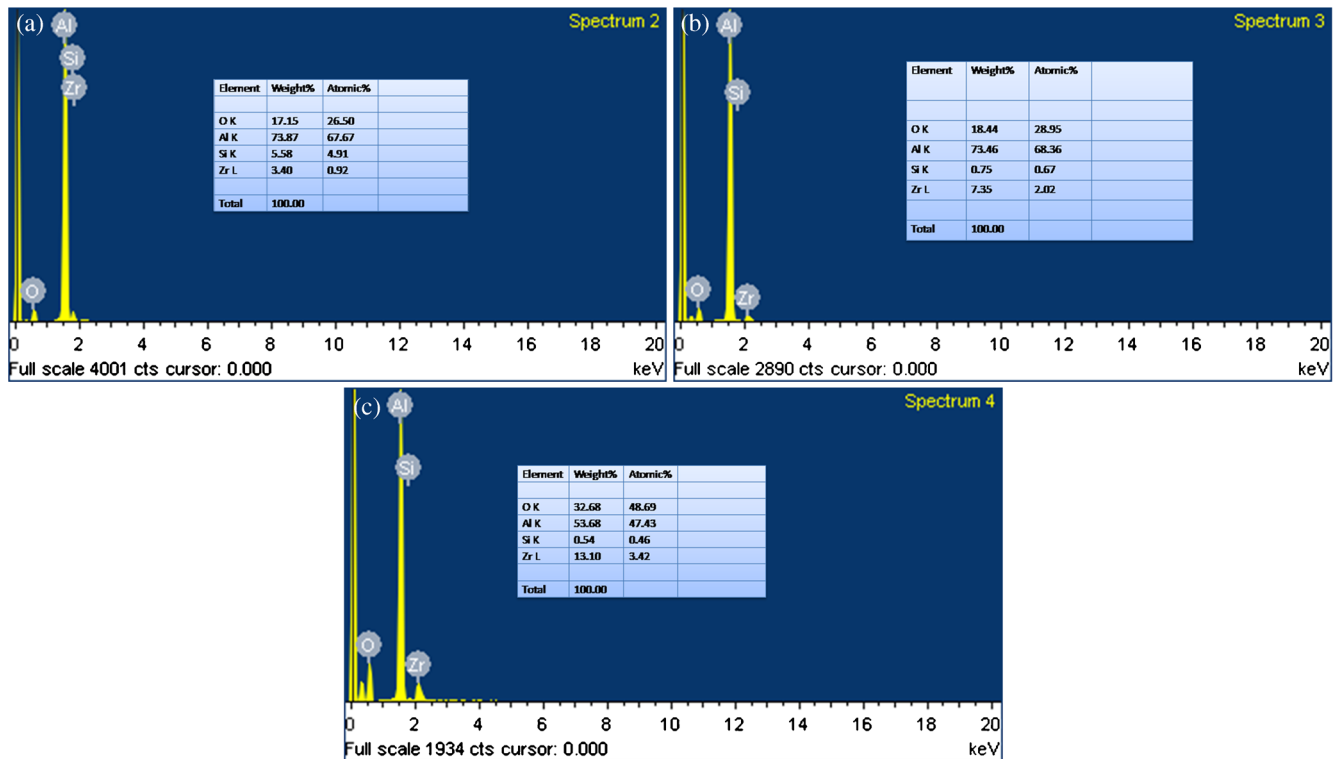 (a)
Spectrum 2
Al
Si
Zr
O
Element Weight% Atomic%
O K 17.15 26.50
Al K 73.87 67.67
Si K 5.58 4.91
Zr L 3.40 0.92
Total 100.00
0 2 4 6 8 10 12 14 16 18 20
Full scale 4001 cts cursor: 0.000 keV
(b)
Spectrum 3
Al
Si
O
Zr
Element Weight% Atomic%
O K 18.44 28.95
Al K 73.46 68.36
Si K 0.75 0.67
Zr L 7.35 2.02
Total 100.00
0 2 4 6 8 10 12 14 16 18 20
Full scale 2890 cts cursor: 0.000 keV
(c)
Spectrum 4
Al
Si
O
Zr
Element Weight% Atomic%
O K 32.68 48.69
Al K 53.68 47.43
Si K 0.54 0.46
Zr L 13.10 3.42
Total 100.00
0 2 4 6 8 10 12 14 16 18 20
Full scale 1934 cts cursor: 0.000 keV